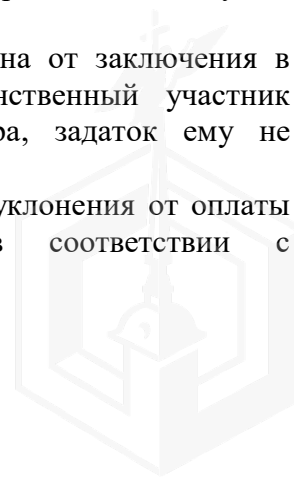 на от заключения в
нственный участник
ра, задаток ему не
уклонения от оплаты
в соответствии с